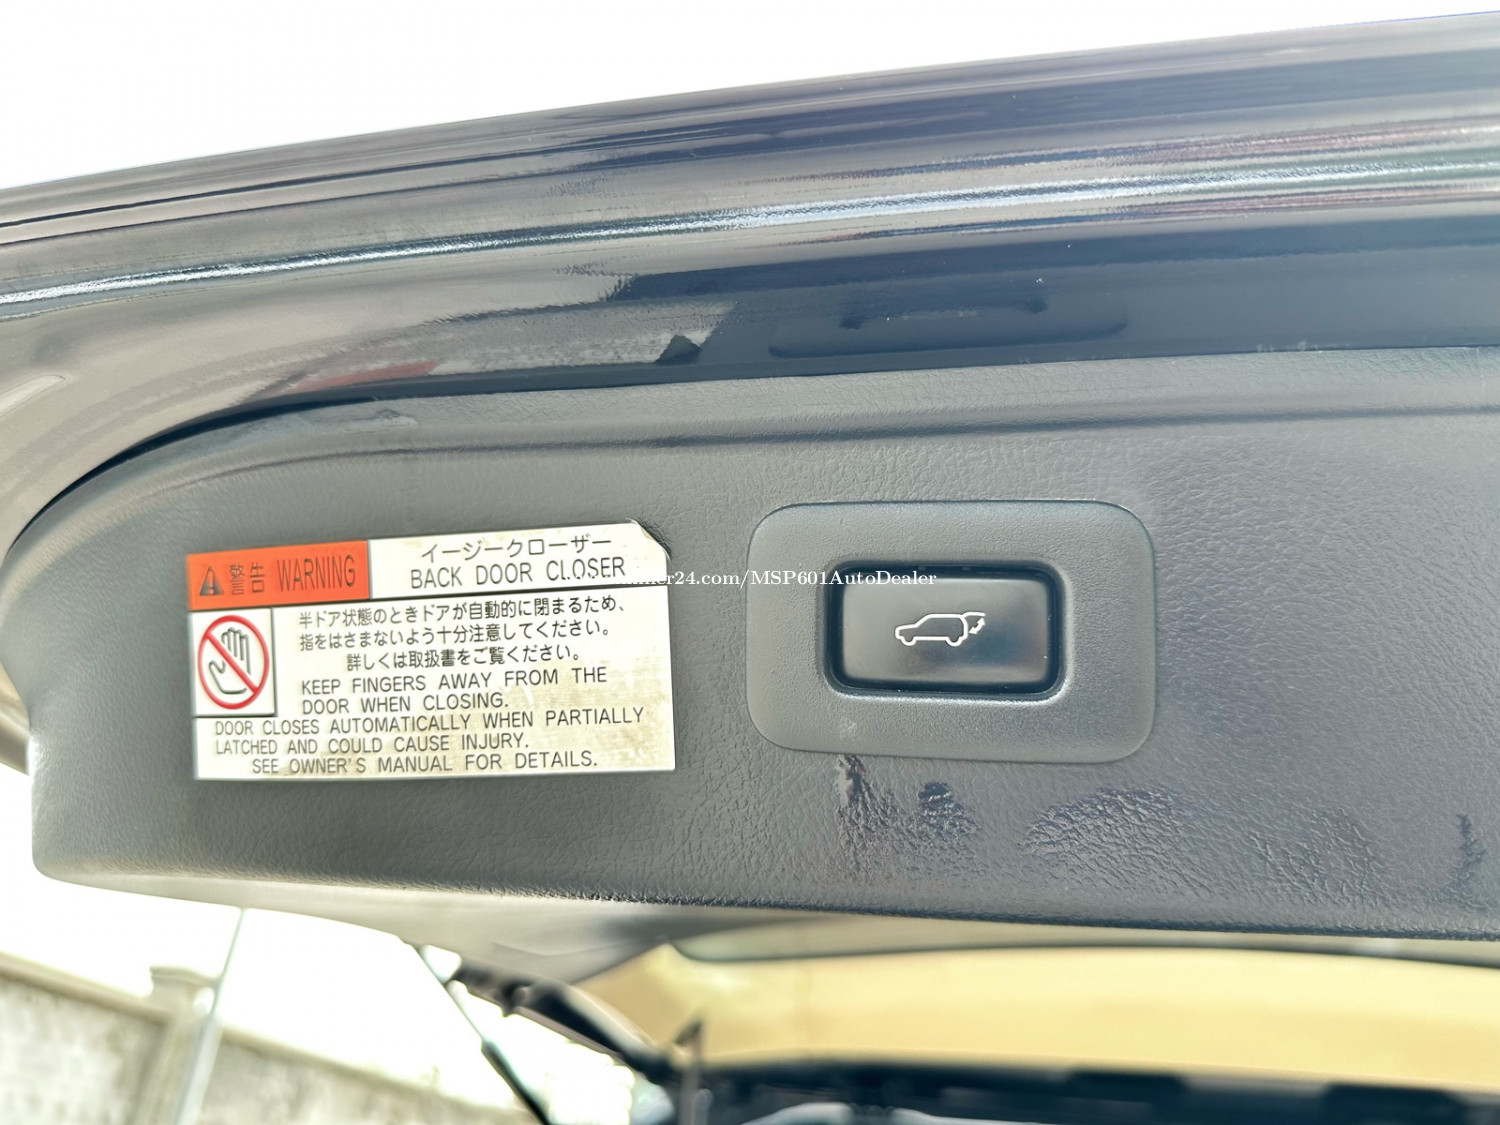 警告 WARNING
イージークローザー
BACK DOOR CLOSER
半ドア状態のときドアが自動的に閉まるため、
指をはさまないよう十分注意してください。
詳しくは取扱書をご覧ください。
KEEP FINGERS AWAY FROM THE
DOOR WHEN CLOSING.
DOOR CLOSES AUTOMATICALLY WHEN PARTIALLY
LATCHED AND COULD CAUSE INJURY.
SEE OWNER'S MANUAL FOR DETAILS.
24.com/MSP601AutoDealer